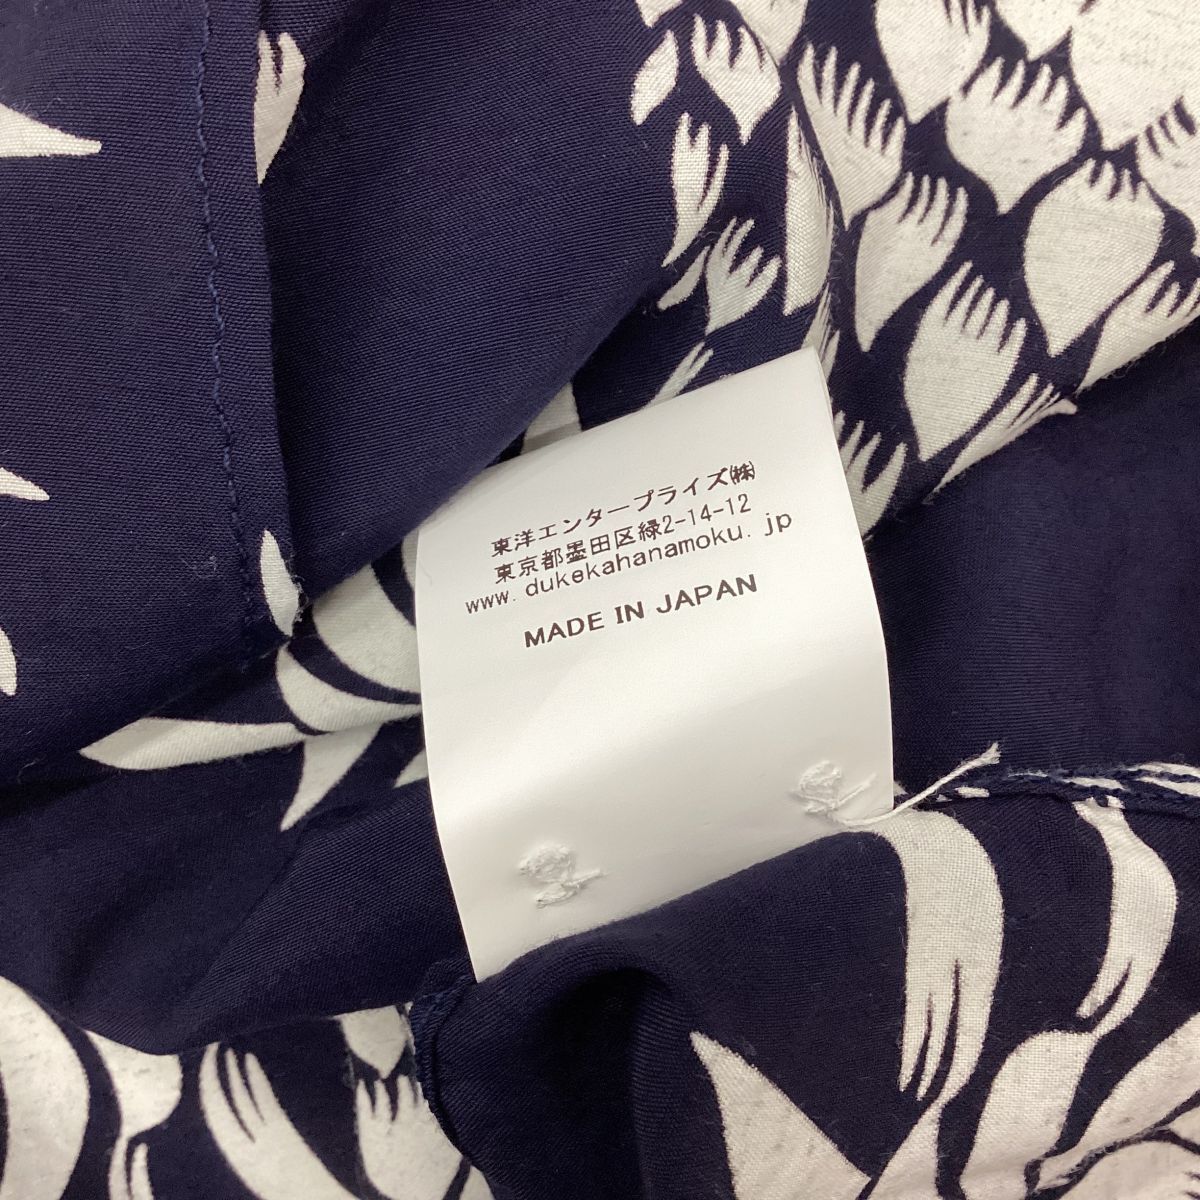 東洋エンタープライズ㈱
東京都墨田区緑2-14-12
www.dukekahanamoku.jp
MADE IN JAPAN